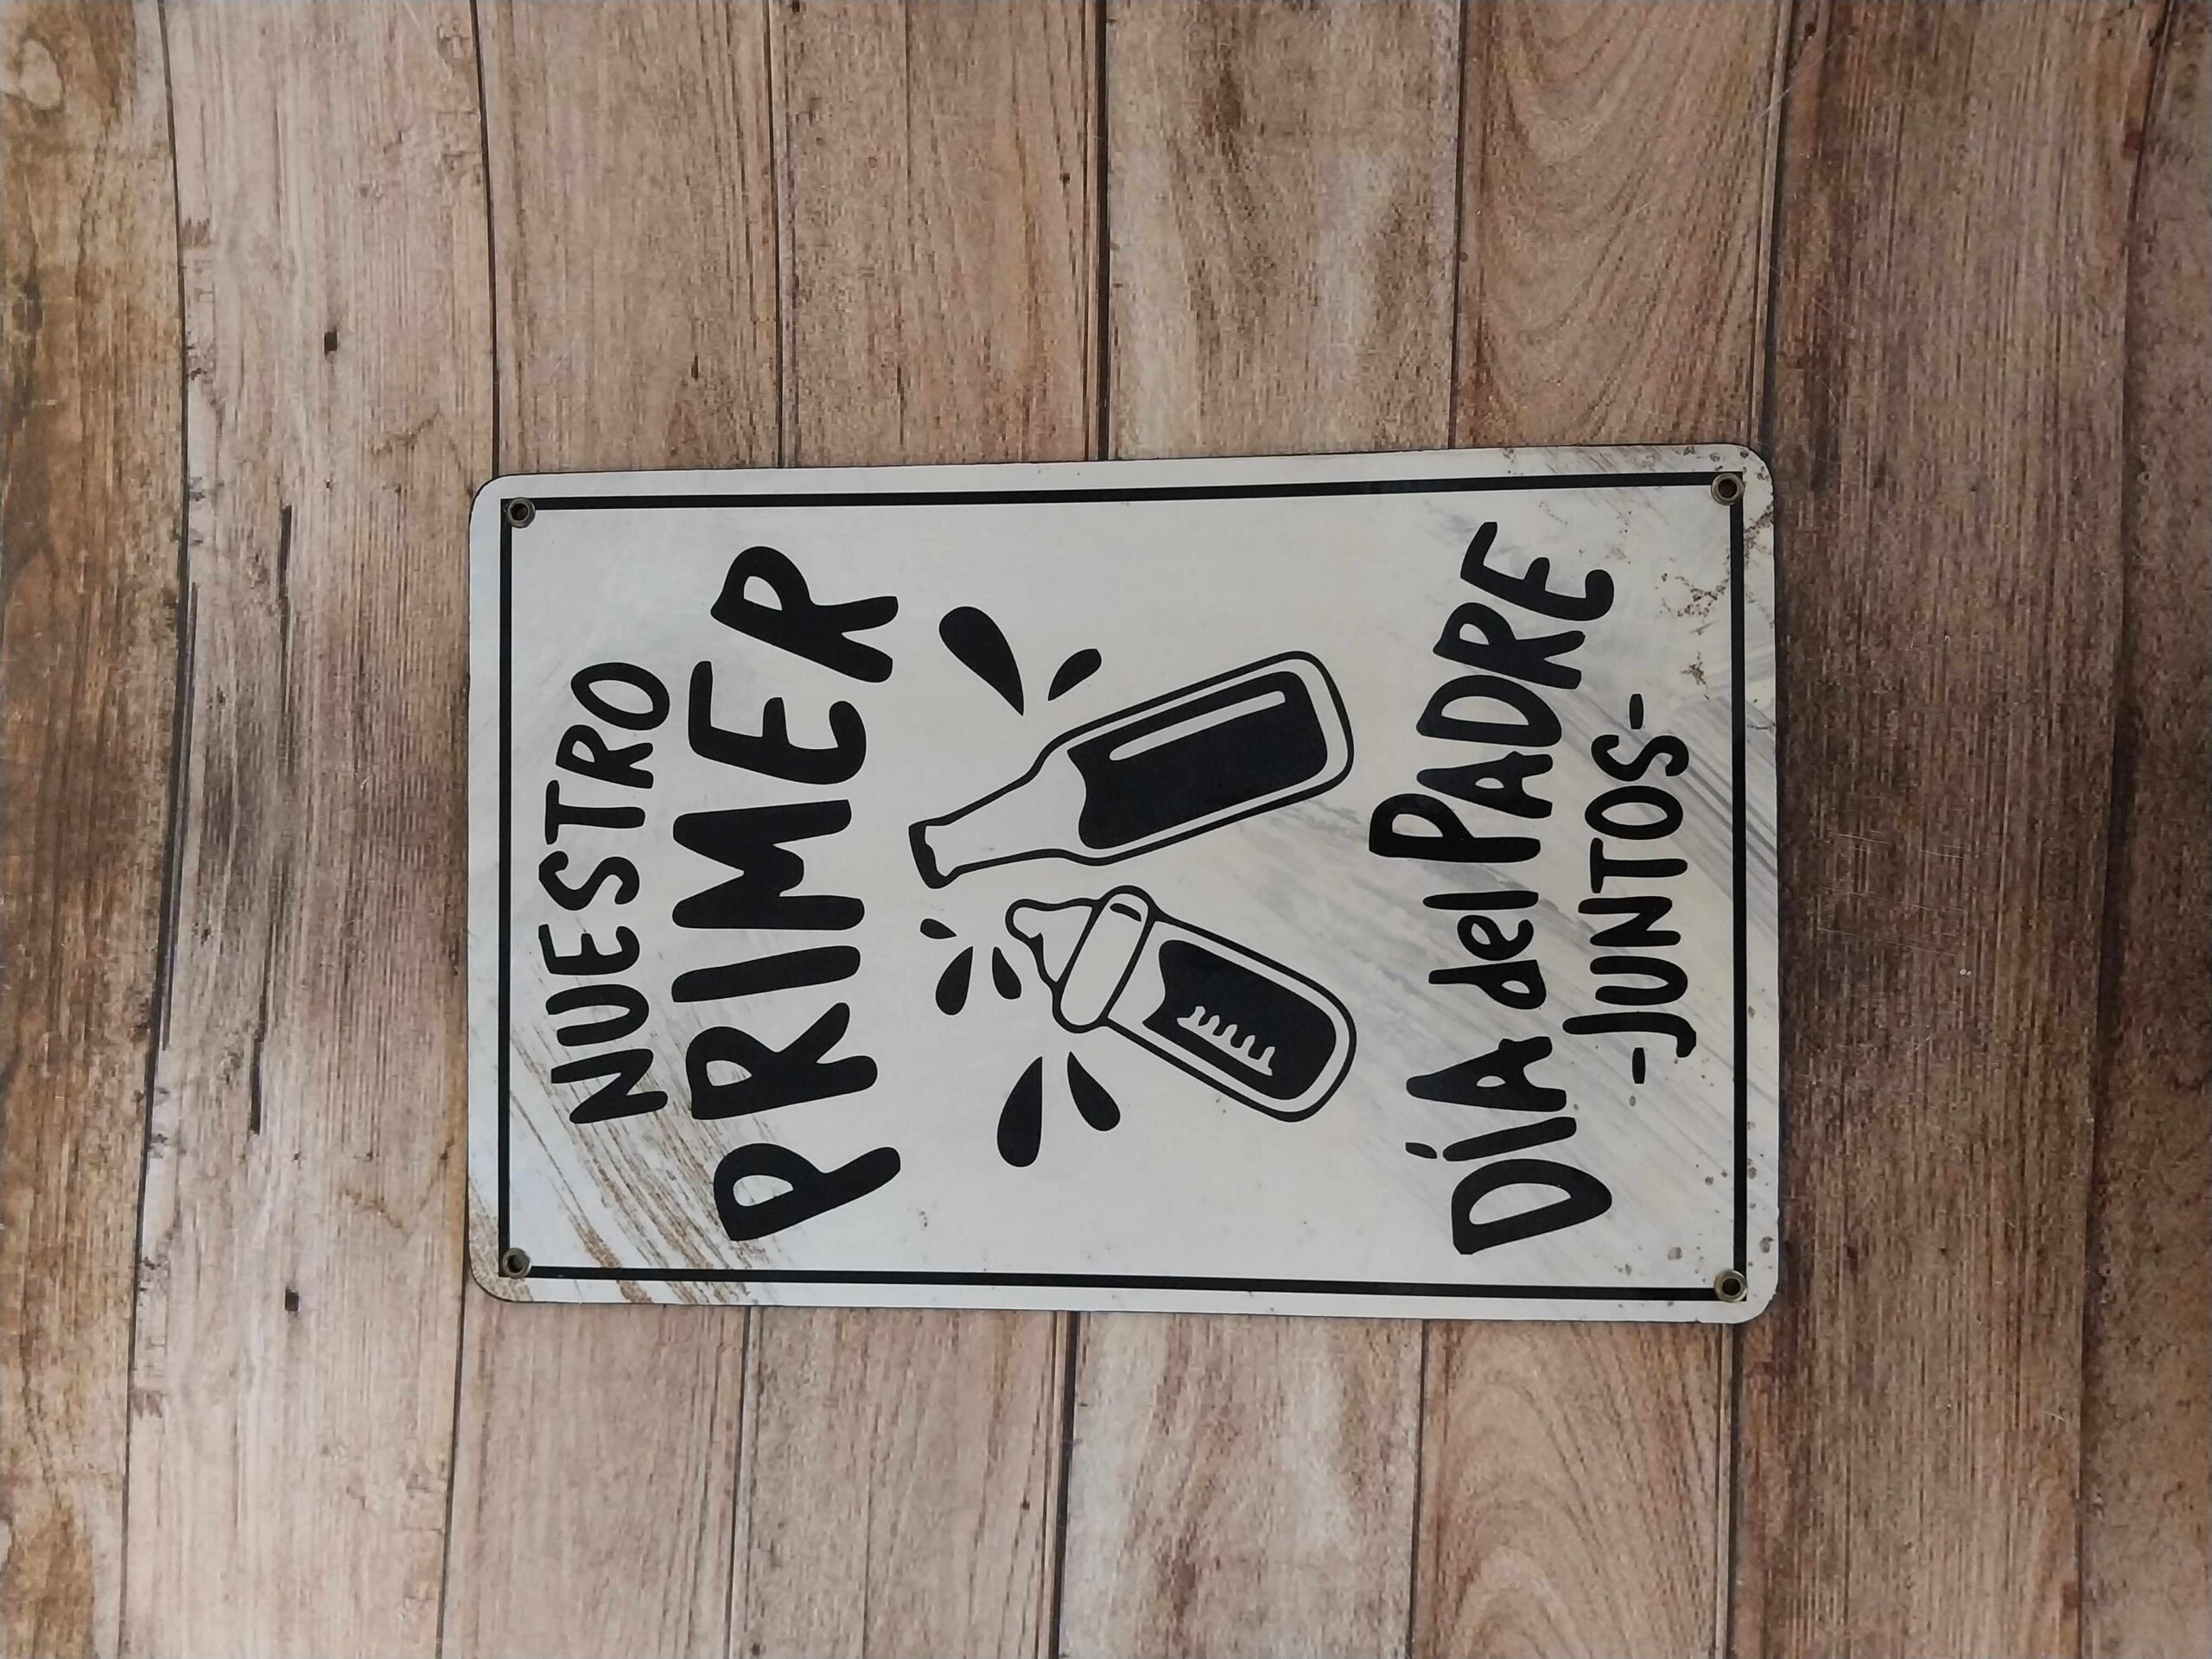 NUESTRO
PRIMER
DÍA del PADRE
-JUNTOS-